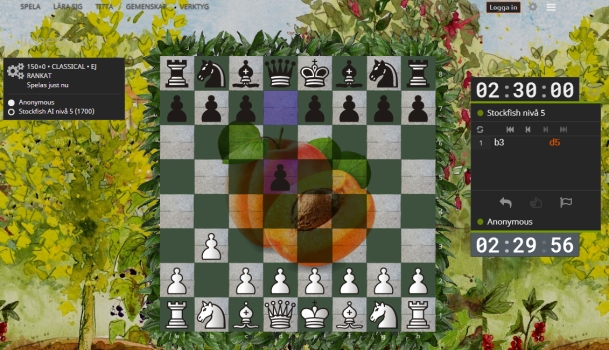 SPELA LÄRA SIG TITTA GEMENSKAP VERKTYG
Logga in
150+0 • CLASSICAL • EJ
RANKAT
Spelas just nu
Anonymous
Stockfish AI nivå 5 (1700)
02:30:00
Stockfish nivå 5
1 b3 d5
Anonymous
02:29:56